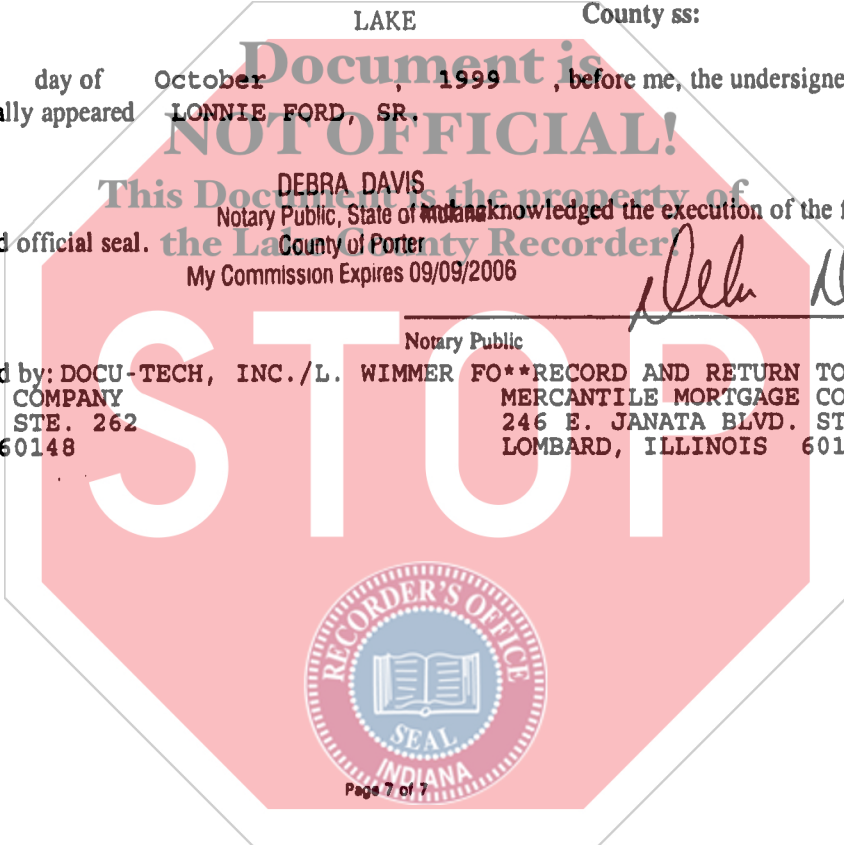 LAKE County ss:
Document is
day of October , 1999 , before me, the undersigne
ally appeared LONNIE FORD, SR.
NOT OFFICIAL!
DEBRA DAVIS
This Document is the property of
Notary Public, State of Indiana
and acknowledged the execution of the f
d official seal.
the Lake County Recorder!
County of Porter
My Commission Expires 09/09/2006
Notary Public
STOP
d by: DOCU-TECH, INC./L. WIMMER FO**RECORD AND RETURN TO
COMPANY MERCANTILE MORTGAGE CO
STE. 262 246 E. JANATA BLVD. ST
60148 LOMBARD, ILLINOIS 601
RECORDER'S OFFICE
SEAL
INDIANA
Page 7 of 7